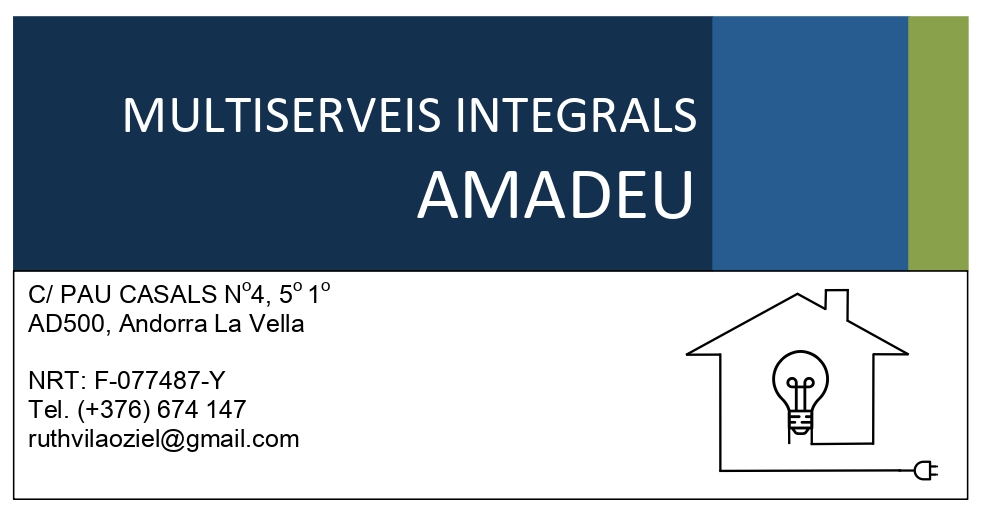 MULTISERVEIS INTEGRALS
AMADEU
C/ PAU CASALS Nº4, 5º 1º
AD500, Andorra La Vella
NRT: F-077487-Y
Tel. (+376) 674 147
ruthvilaoziel@gmail.com